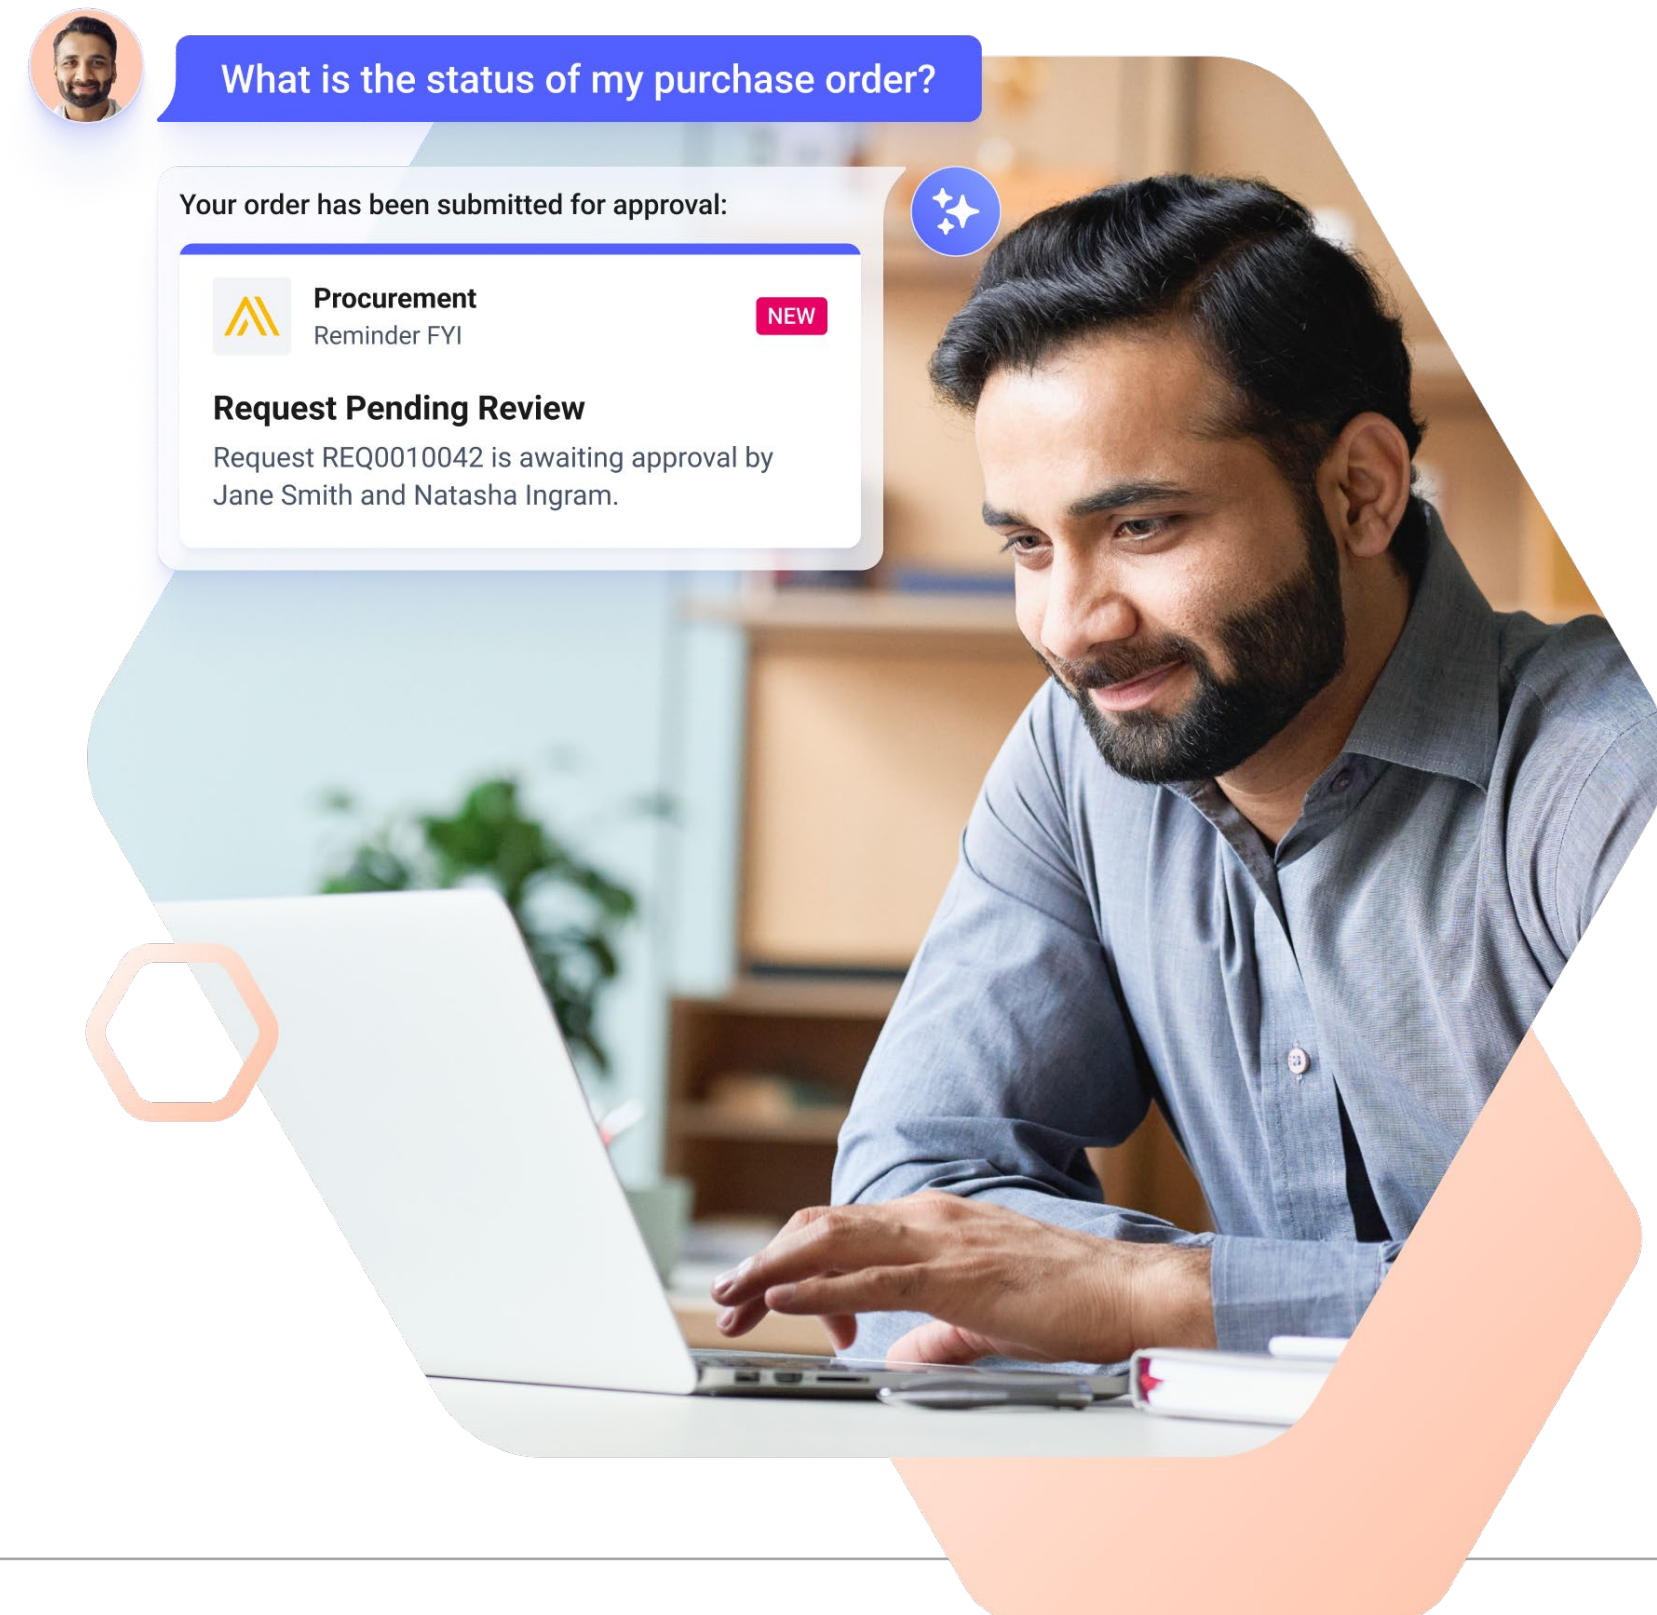 What is the status of my purchase order?
Your order has been submitted for approval:
Procurement
Reminder FYI
NEW
Request Pending Review
Request REQ0010042 is awaiting approval by
Jane Smith and Natasha Ingram.